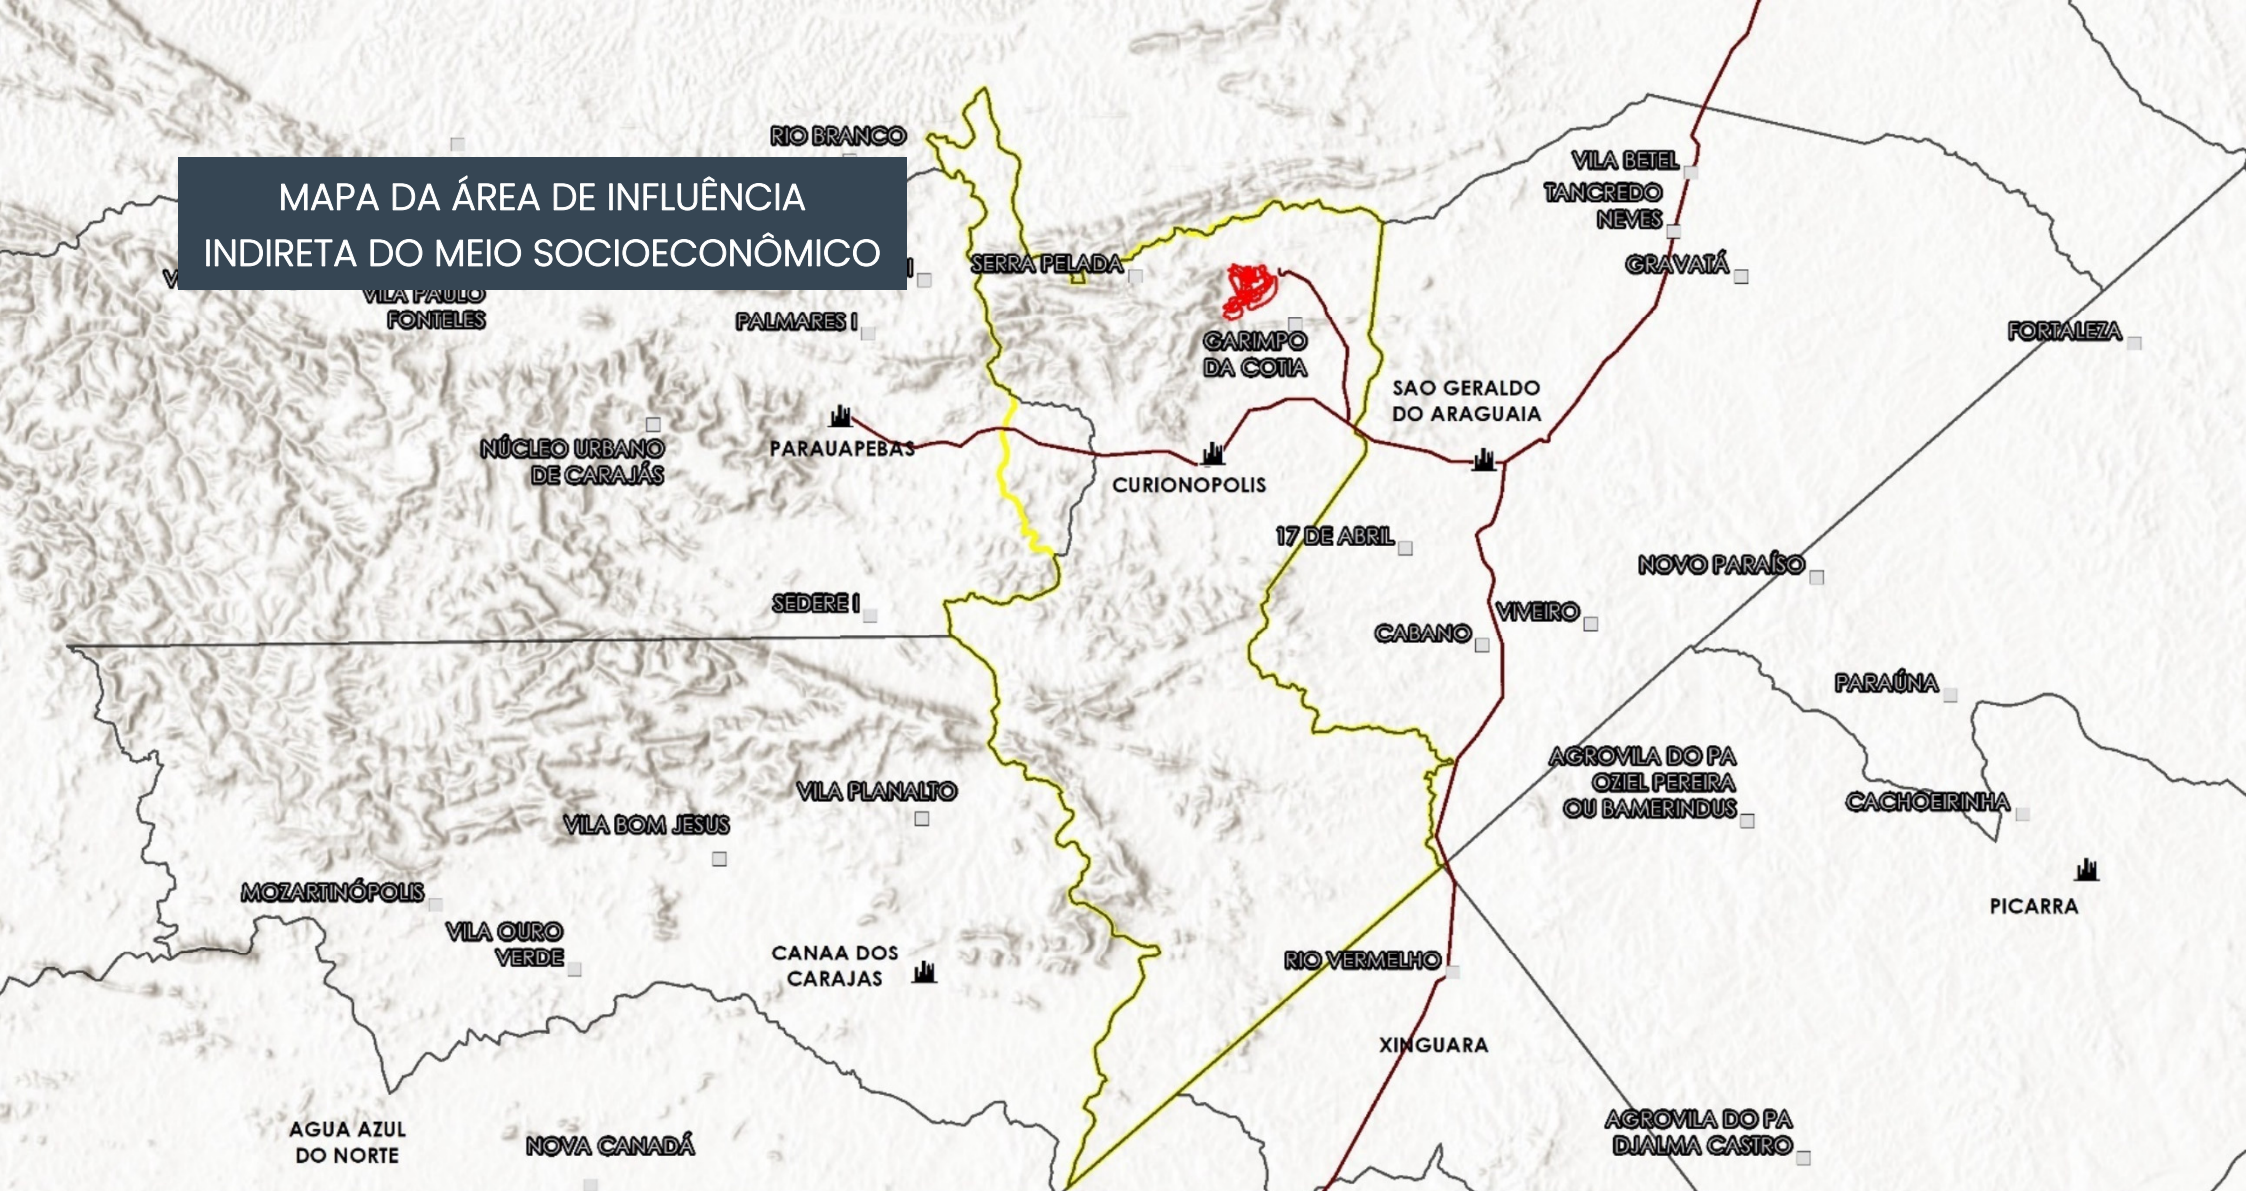 MAPA DA ÁREA DE INFLUÊNCIA
INDIRETA DO MEIO SOCIOECONÔMICO
RIO BRANCO
VILA BETEL
TANCREDO
NEVES
GRAVATÁ
SERRA PELADA
VILA PAULO
FONTELES
PALMARES I
GARIMPO
DA COTIA
FORTALEZA
SAO GERALDO
DO ARAGUAIA
NÚCLEO URBANO
DE CARAJÁS
PARAUAPEBAS
CURIONOPOLIS
17 DE ABRIL
NOVO PARAÍSO
SEDERE I
VIVEIRO
CABANO
PARAÚNA
AGROVILA DO PA
OZIEL PEREIRA
OU BAMERINDUS
VILA PLANALTO
CACHOEIRINHA
VILA BOM JESUS
MOZARTINÓPOLIS
PICARRA
VILA OURO
VERDE
CANAA DOS
CARAJAS
RIO VERMELHO
XINGUARA
AGUA AZUL
DO NORTE
NOVA CANADÁ
AGROVILA DO PA
DJALMA CASTRO